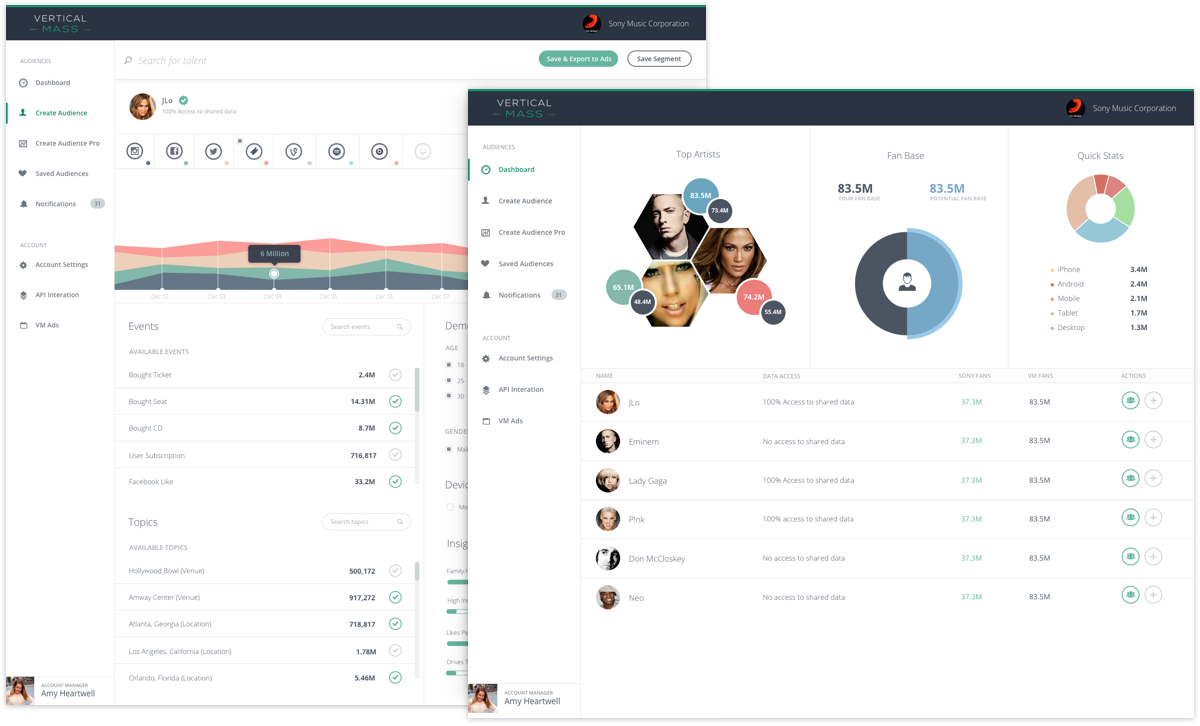 VERTICAL
MASS
Sony Music Corporation
AUDIENCES
Dashboard
Create Audience
Create Audience Pro
Saved Audiences
Notifications 31
ACCOUNT
Account Settings
API Interation
VM Ads
ACCOUNT MANAGER
Amy Heartwell
Search for talent
Save & Export to Ads
Save Segment
JLo
100% Access to shared data
6 Million
Dec 02 Dec 03 Dec 04 Dec 05 Dec 06 Dec 07
Events
Search events
AVAILABLE EVENTS
Bought Ticket 2.4M
Bought Seat 14.31M
Bought CD 8.7M
User Subscription 716,817
Facebook Like 33.2M
Topics
Search topics
AVAILABLE TOPICS
Hollywood Bowl (Venue) 500,172
Amway Center (Venue) 917,272
Atlanta, Georgia (Location) 718,817
Los Angeles, California (Location) 1.78M
Orlando, Florida (Location) 5.46M
Dem
AGE
18 -
25 -
30 -
GENDE
Mal
Devic
Mo
Insig
Family H
High In
Likes Pe
Drives T
VERTICAL
MASS
Sony Music Corporation
AUDIENCES
Dashboard
Create Audience
Create Audience Pro
Saved Audiences
Notifications 31
ACCOUNT
Account Settings
API Interation
VM Ads
ACCOUNT MANAGER
Amy Heartwell
Top Artists
83.5M
73.4M
65.1M
48.4M
74.2M
55.4M
Fan Base
83.5M
YOUR FAN BASE
83.5M
POTENTIAL FAN BASE
Quick Stats
iPhone 3.4M
Android 2.4M
Mobile 2.1M
Tablet 1.7M
Desktop 1.3M
NAME DATA ACCESS SONY FANS VM FANS ACTIONS
JLo 100% Access to shared data 37.3M 83.5M
Eminem No access to shared data 37.3M 83.5M
Lady Gaga 100% Access to shared data 37.3M 83.5M
P!nk 100% access to shared data 37.3M 83.5M
Don McCloskey No access to shared data 37.3M 83.5M
Neo No access to shared data 37.3M 83.5M